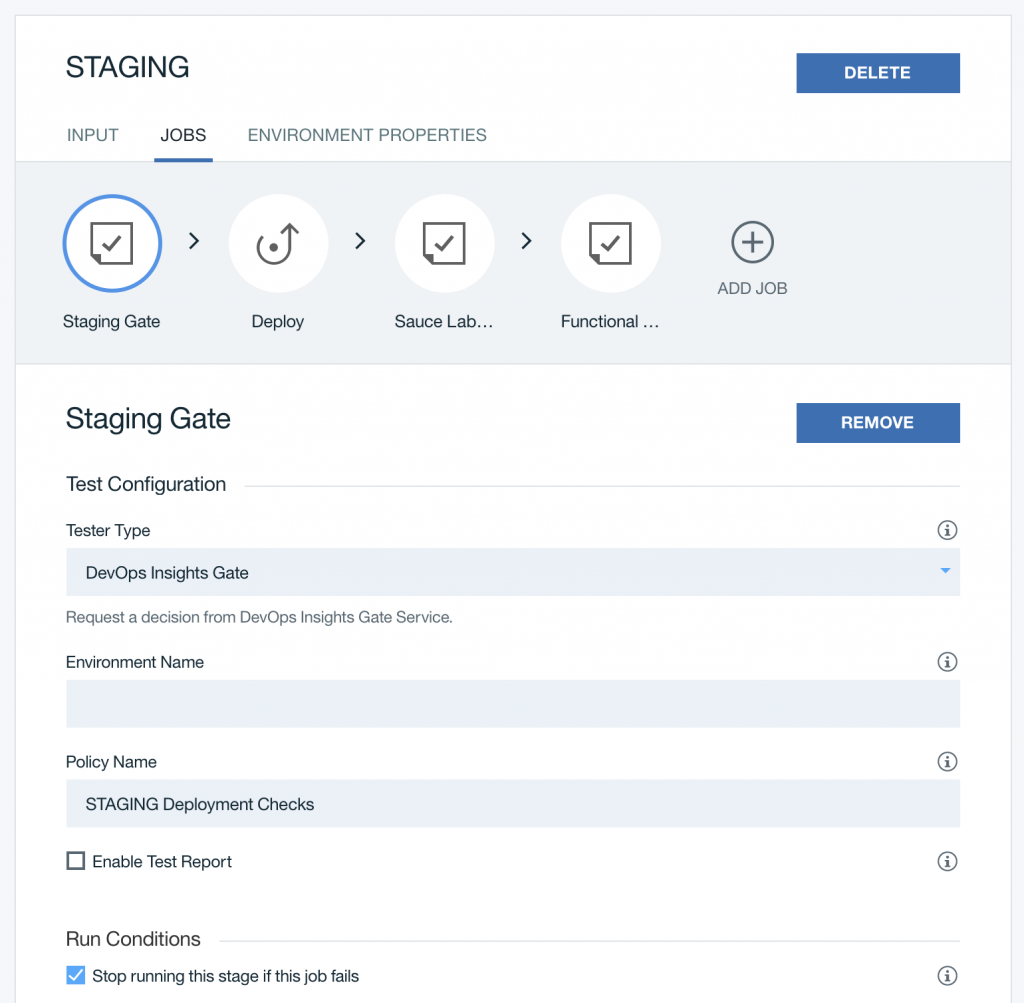 STAGING
DELETE
INPUT JOBS ENVIRONMENT PROPERTIES
ADD JOB
Staging Gate Deploy Sauce Lab... Functional ...
Staging Gate
REMOVE
Test Configuration
Tester Type
DevOps Insights Gate
Request a decision from DevOps Insights Gate Service.
Environment Name
Policy Name
STAGING Deployment Checks
Enable Test Report
Run Conditions
Stop running this stage if this job fails